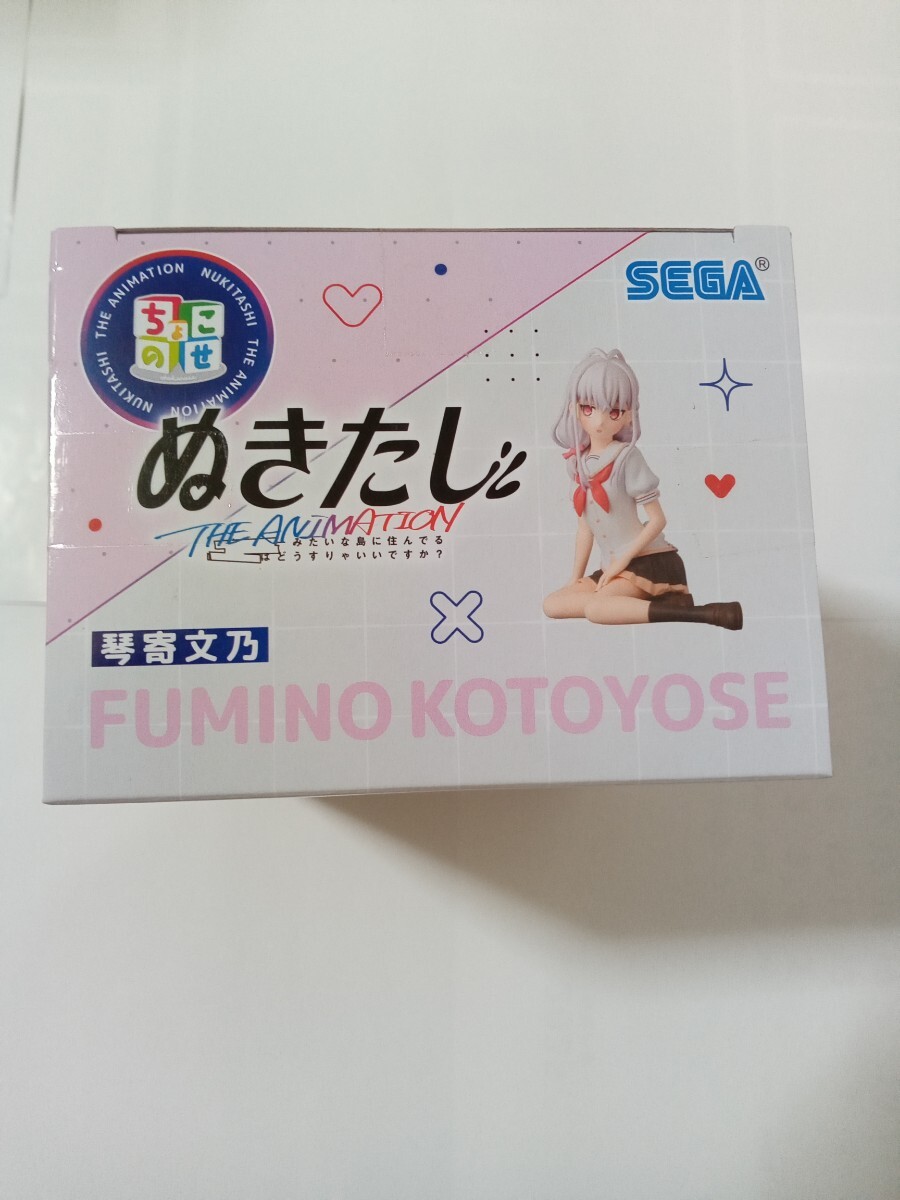 NUKITASHI THE ANIMATION NUKITASHI THE ANIMATION
ちょこ
のせ
SEGA®
ぬきたし
THE ANIMATION
みたいな島に住んでる
はどうすりゃいいですか?
琴寄文乃
FUMINO KOTOYOSE